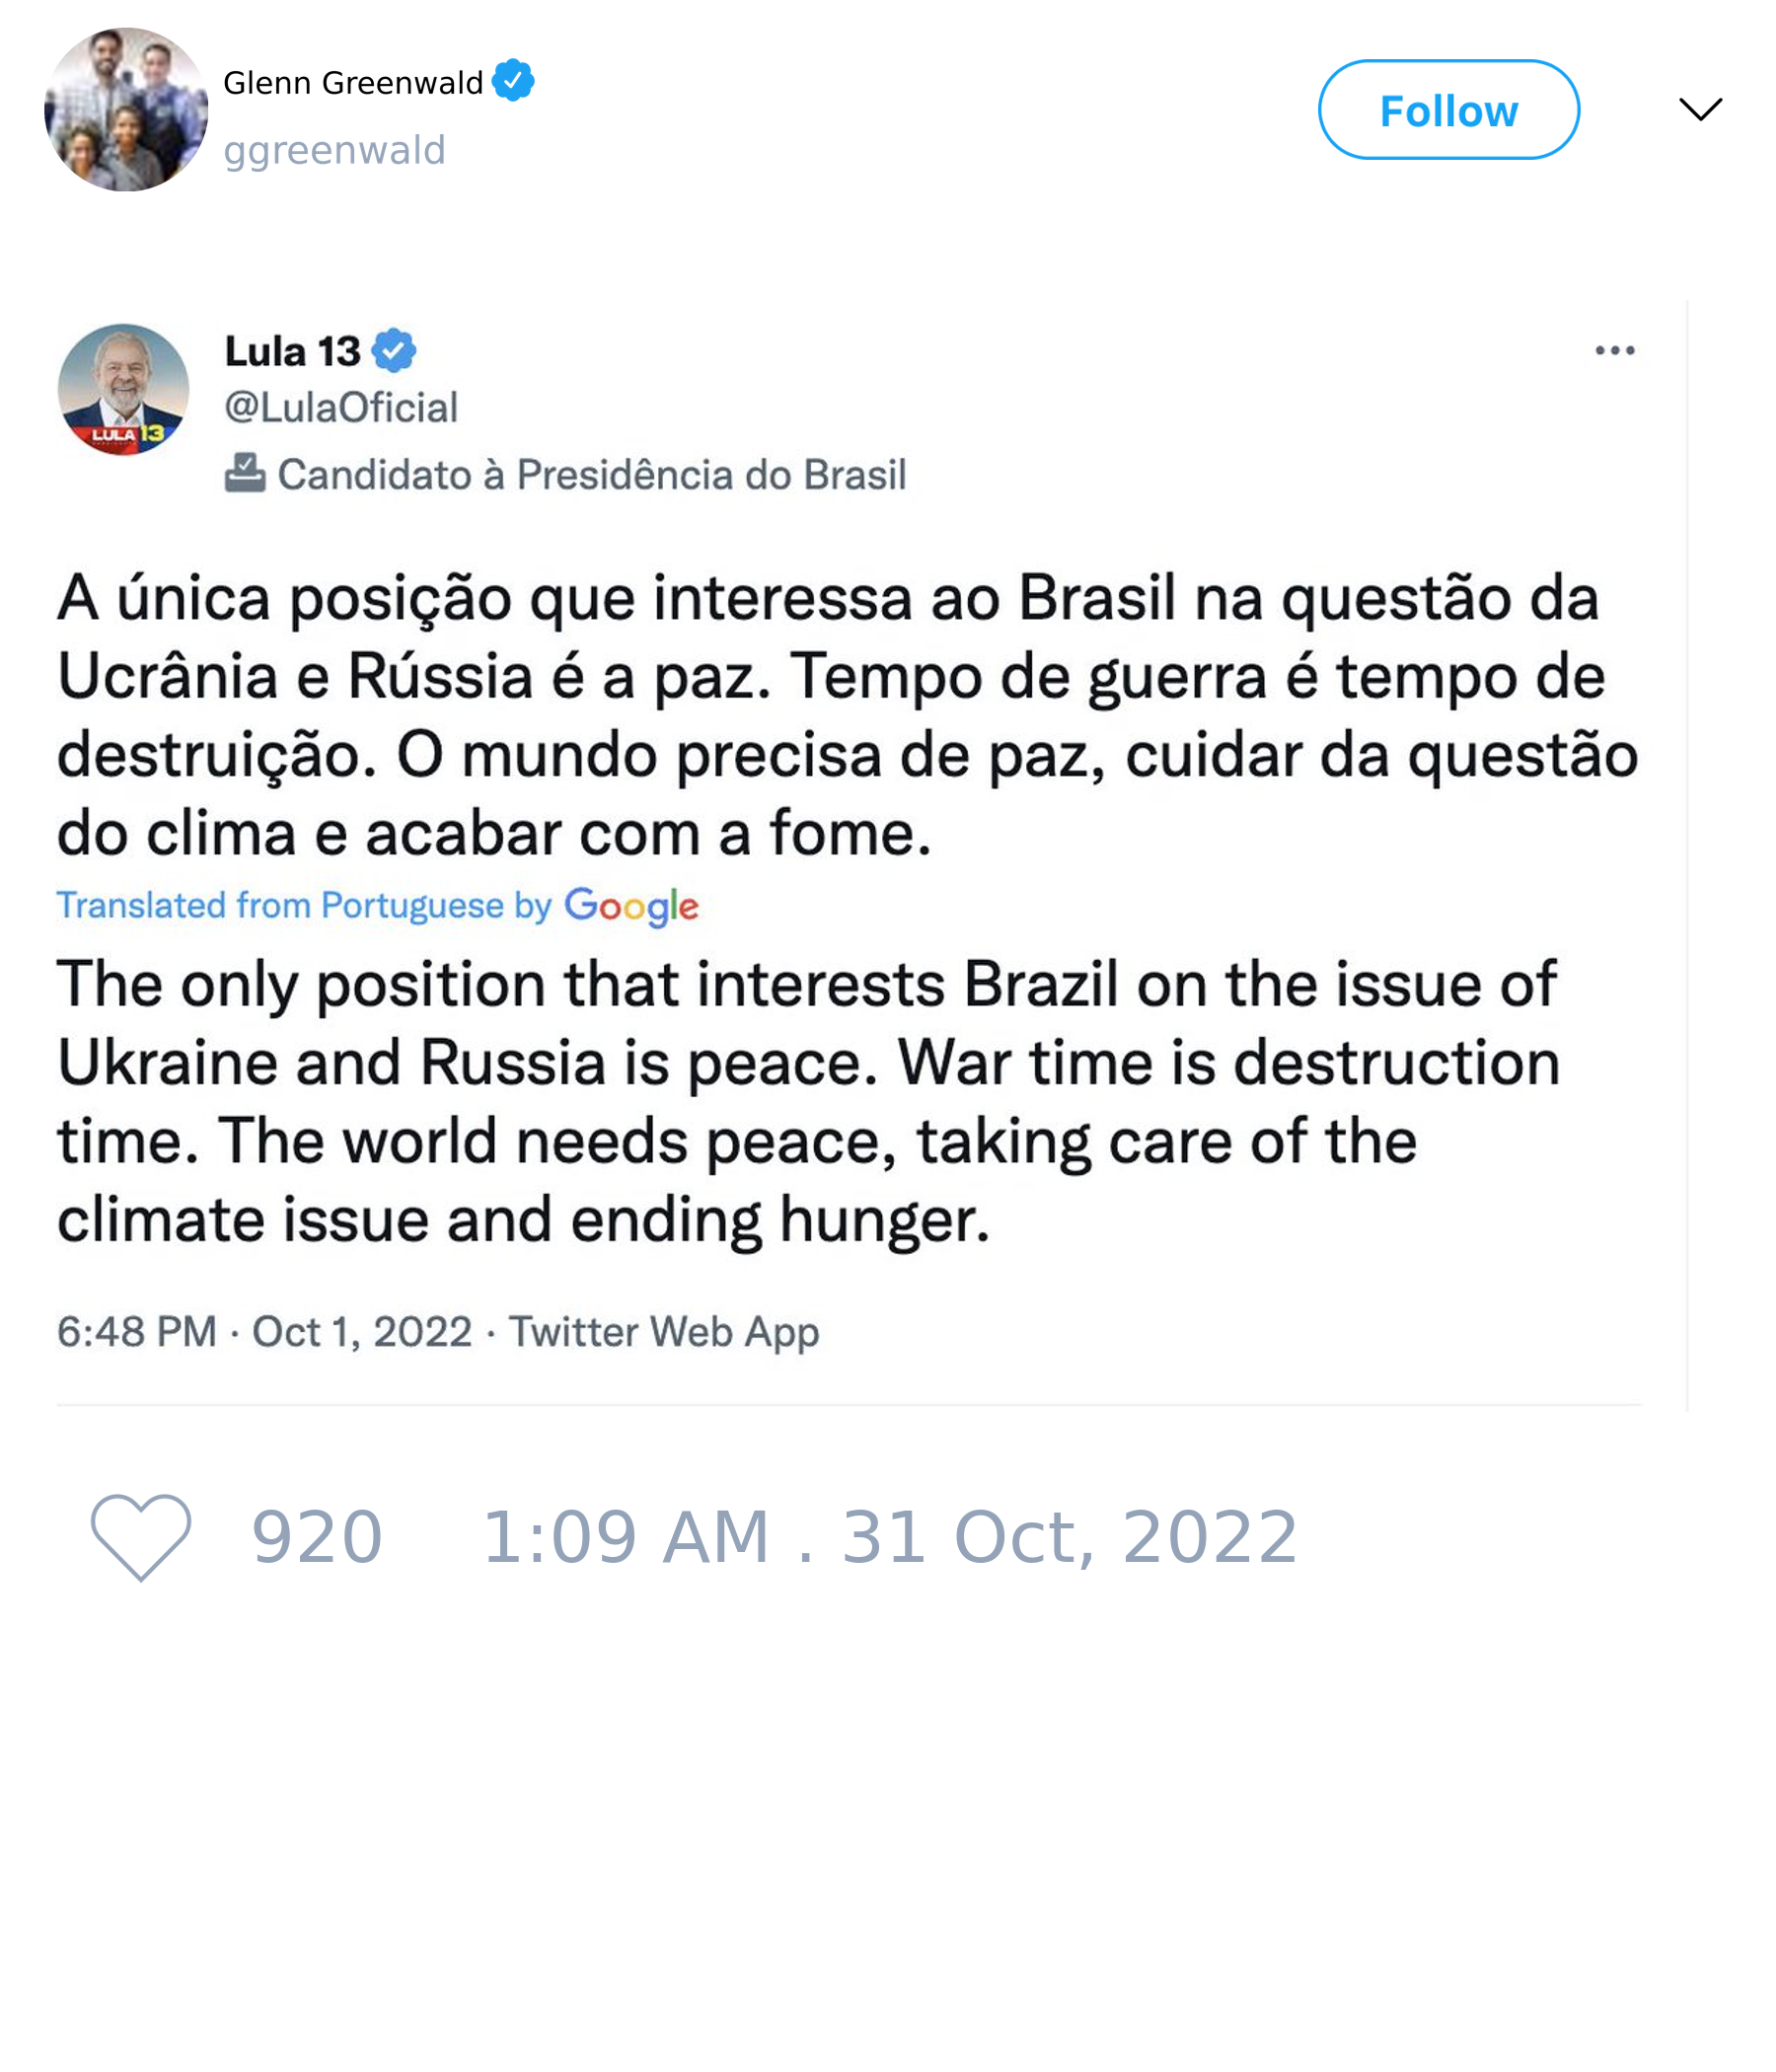 Glenn Greenwald
ggreenwald
Follow
Lula 13
@LulaOficial
LULA 13
Candidato à Presidência do Brasil
A única posição que interessa ao Brasil na questão da
Ucrânia e Rússia é a paz. Tempo de guerra é tempo de
destruição. O mundo precisa de paz, cuidar da questão
do clima e acabar com a fome.
Translated from Portuguese by Google
The only position that interests Brazil on the issue of
Ukraine and Russia is peace. War time is destruction
time. The world needs peace, taking care of the
climate issue and ending hunger.
6:48 PM · Oct 1, 2022 · Twitter Web App
920 1:09 AM . 31 Oct, 2022